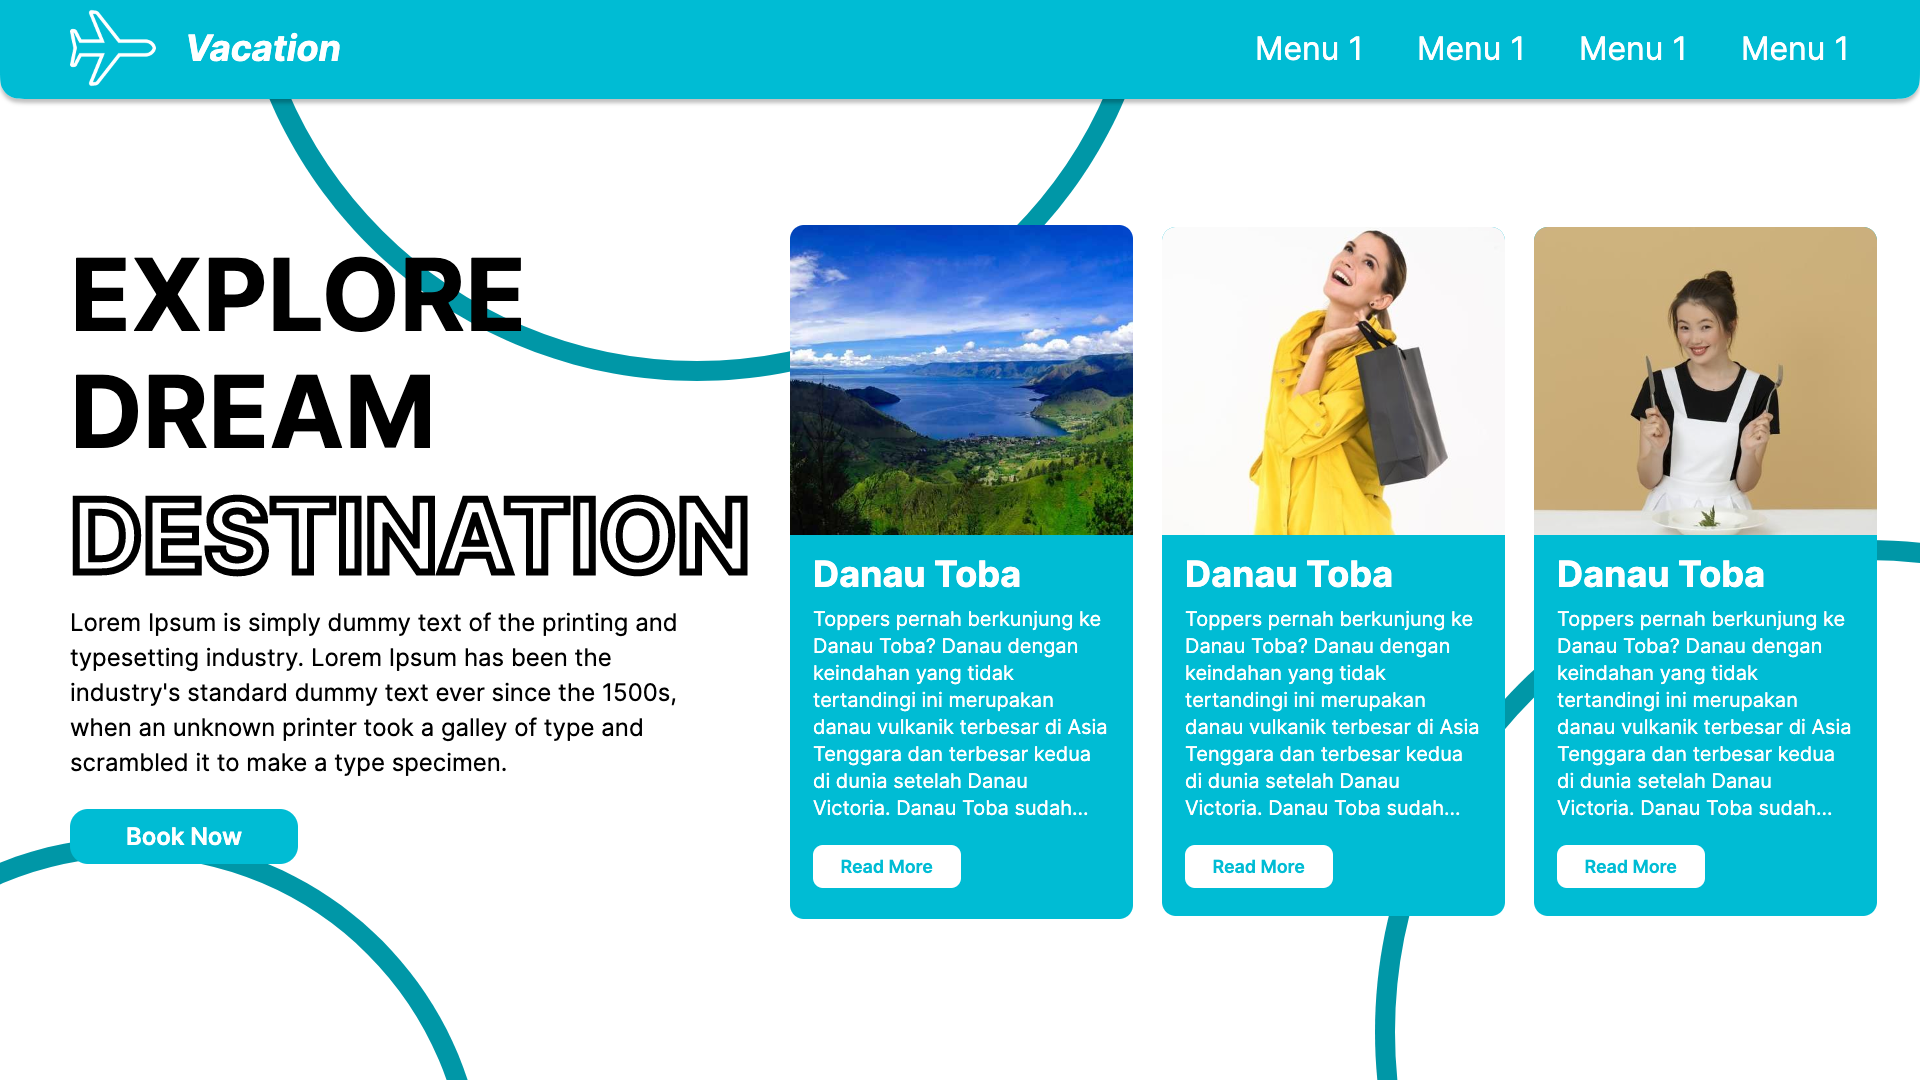 Vacation
Menu 1
Menu 1
Menu 1
Menu 1
EXPLORE
DREAM
DESTINATION
Lorem Ipsum is simply dummy text of the printing and
typesetting industry. Lorem Ipsum has been the
industry's standard dummy text ever since the 1500s,
when an unknown printer took a galley of type and
scrambled it to make a type specimen.
Book Now
Danau Toba
Toppers pernah berkunjung ke
Danau Toba? Danau dengan
keindahan yang tidak
tertandingi ini merupakan
danau vulkanik terbesar di Asia
Tenggara dan terbesar kedua
di dunia setelah Danau
Victoria. Danau Toba sudah...
Read More
Danau Toba
Toppers pernah berkunjung ke
Danau Toba? Danau dengan
keindahan yang tidak
tertandingi ini merupakan
danau vulkanik terbesar di Asia
Tenggara dan terbesar kedua
di dunia setelah Danau
Victoria. Danau Toba sudah...
Read More
Danau Toba
Toppers pernah berkunjung ke
Danau Toba? Danau dengan
keindahan yang tidak
tertandingi ini merupakan
danau vulkanik terbesar di Asia
Tenggara dan terbesar kedua
di dunia setelah Danau
Victoria. Danau Toba sudah...
Read More